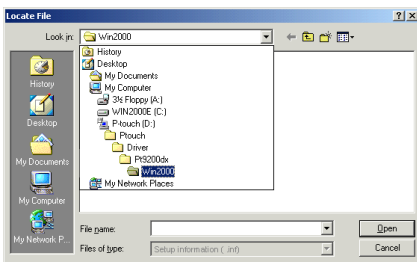 Locate File
Look in:
Win2000
History
Desktop
My Documents
My Computer
3½ Floppy (A:)
WIN2000E (C:)
P-touch (D:)
Ptouch
Driver
Pt9200dx
Win2000
My Network Places
History
Desktop
My Documents
My Computer
My Network P...
File name:
Open
Files of type:
Setup information ( .inf)
Cancel